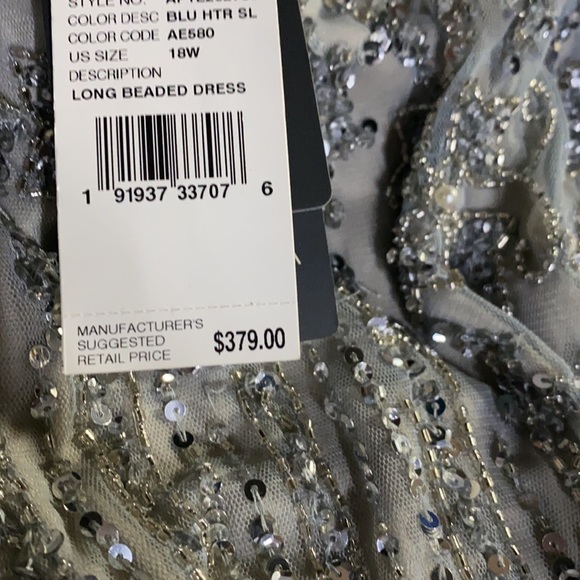 STYLE NO.
COLOR DESC BLU HTR SL
COLOR CODE AE580
US SIZE 18W
DESCRIPTION
LONG BEADED DRESS
1 91937 33707 6
MANUFACTURER'S
SUGGESTED
RETAIL PRICE $379.00